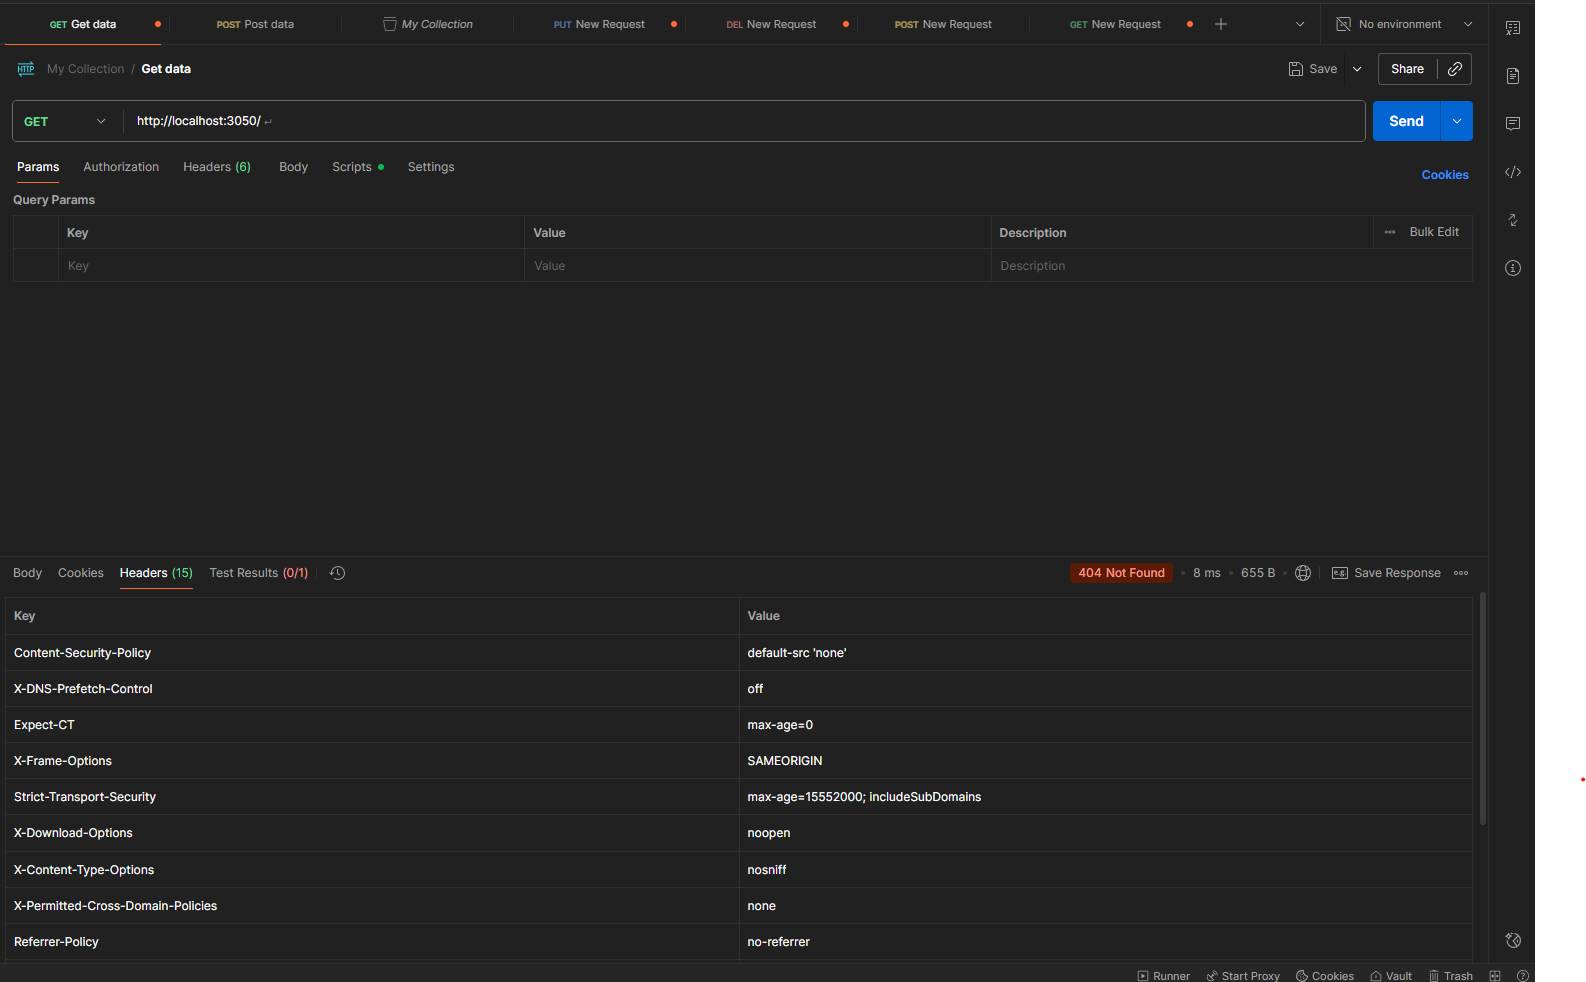 GET Get data
POST Post data
My Collection
PUT New Request
DEL New Request
POST New Request
GET New Request
No environment
HTTP My Collection / Get data
Save
Share
GET
http://localhost:3050/
Send
Params Authorization Headers (6) Body Scripts Settings
Cookies
Query Params
Key Value Description Bulk Edit
Key Value Description
Body Cookies Headers (15) Test Results (0/1)
404 Not Found 8 ms 655 B e.g. Save Response
Key Value
Content-Security-Policy default-src 'none'
X-DNS-Prefetch-Control off
Expect-CT max-age=0
X-Frame-Options SAMEORIGIN
Strict-Transport-Security max-age=15552000; includeSubDomains
X-Download-Options noopen
X-Content-Type-Options nosniff
X-Permitted-Cross-Domain-Policies none
Referrer-Policy no-referrer
Runner Start Proxy Cookies Vault Trash